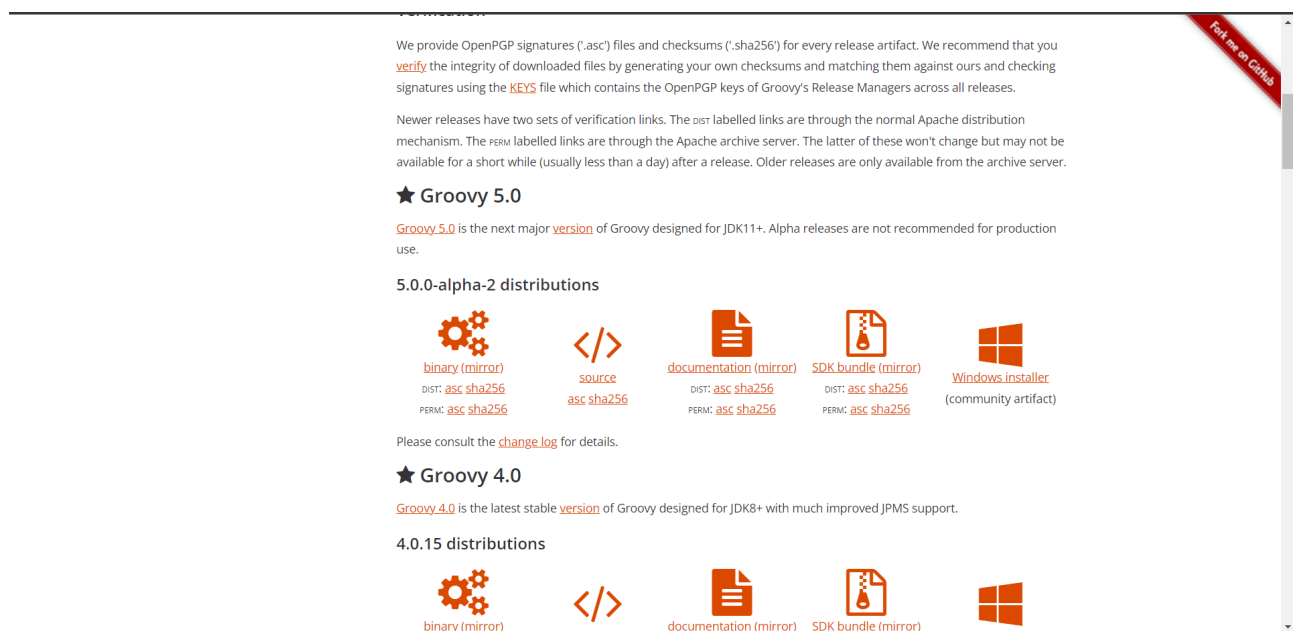 We provide OpenPGP signatures ('.asc') files and checksums ('.sha256') for every release artifact. We recommend that you
verify the integrity of downloaded files by generating your own checksums and matching them against ours and checking
signatures using the KEYS file which contains the OpenPGP keys of Groovy's Release Managers across all releases.
Newer releases have two sets of verification links. The DIST labelled links are through the normal Apache distribution
mechanism. The PERM labelled links are through the Apache archive server. The latter of these won't change but may not be
available for a short while (usually less than a day) after a release. Older releases are only available from the archive server.
Fork me on GitHub
Groovy 5.0
Groovy 5.0 is the next major version of Groovy designed for JDK11+. Alpha releases are not recommended for production
use.
5.0.0-alpha-2 distributions
binary (mirror)
DIST: asc sha256
PERM: asc sha256
source
asc sha256
documentation (mirror)
DIST: asc sha256
PERM: asc sha256
SDK bundle (mirror)
DIST: asc sha256
PERM: asc sha256
Windows installer
(community artifact)
Please consult the change log for details.
Groovy 4.0
Groovy 4.0 is the latest stable version of Groovy designed for JDK8+ with much improved JPMS support.
4.0.15 distributions
binary (mirror)
documentation (mirror)
SDK bundle (mirror)